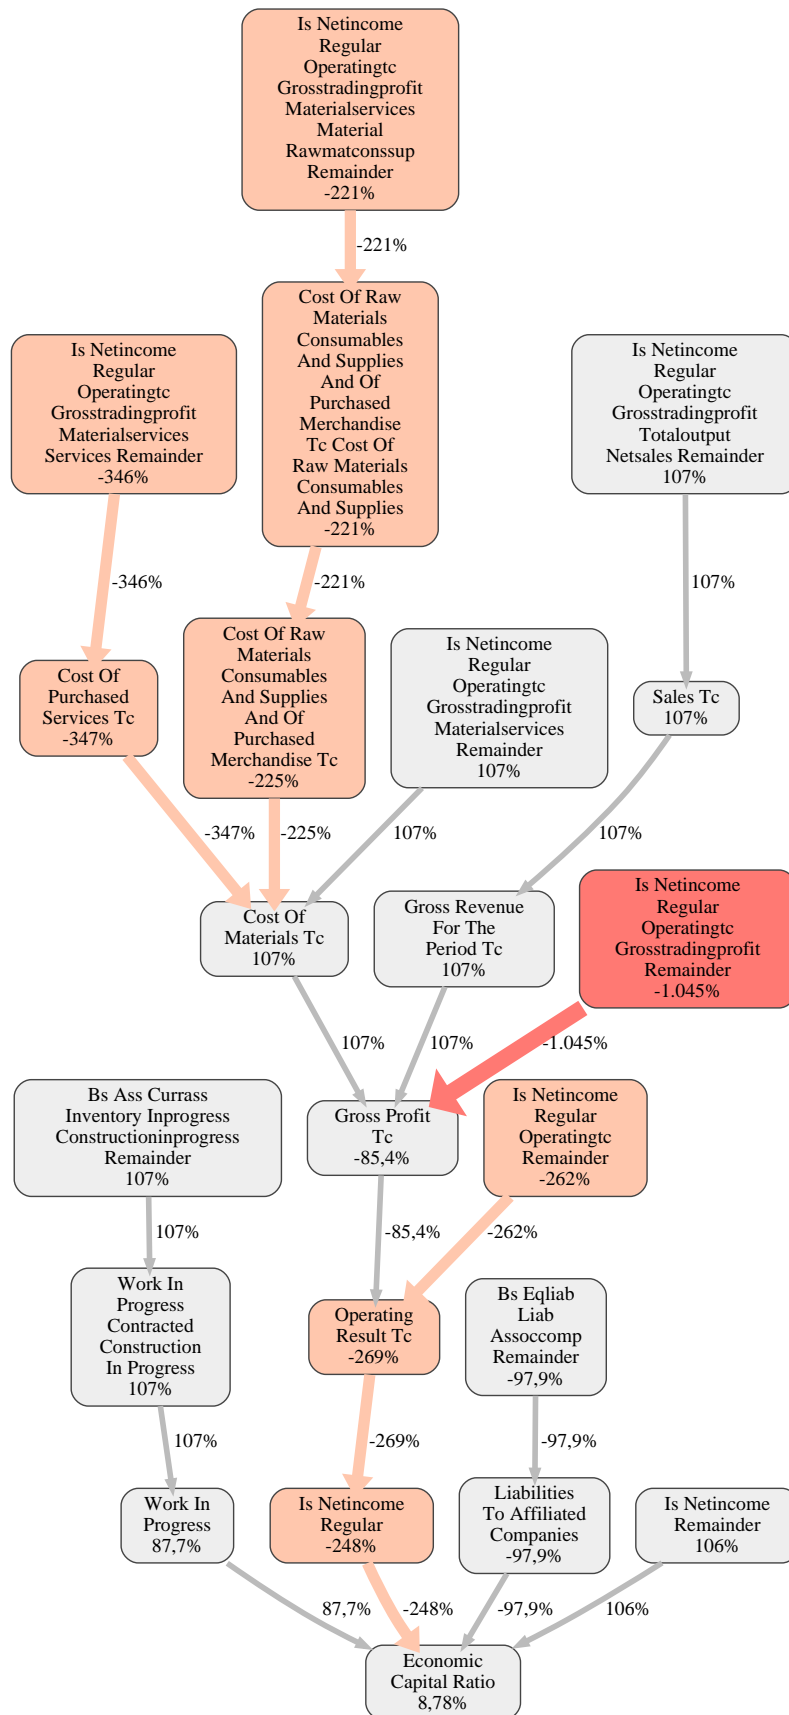 Is Netincome
Regular
Operatingtc
Grosstradingprofit
Materialservices
Material
Rawmatconssup
Remainder
-221%
-221%
Cost Of Raw
Materials
Consumables
And Supplies
And Of
Purchased
Merchandise
Tc Cost Of
Raw Materials
Consumables
And Supplies
-221%
Is Netincome
Regular
Operatingtc
Grosstradingprofit
Materialservices
Services Remainder
-346%
Is Netincome
Regular
Operatingtc
Grosstradingprofit
Totaloutput
Netsales Remainder
107%
-346%
-221%
107%
Cost Of
Purchased
Services Tc
-347%
Cost Of Raw
Materials
Consumables
And Supplies
And Of
Purchased
Merchandise Tc
-225%
Is Netincome
Regular
Operatingtc
Grosstradingprofit
Materialservices
Remainder
107%
Sales Tc
107%
-347%
-225%
107%
107%
Cost Of
Materials Tc
107%
Gross Revenue
For The
Period Tc
107%
Is Netincome
Regular
Operatingtc
Grosstradingprofit
Remainder
-1.045%
107%
107%
-1.045%
Bs Ass Currass
Inventory Inprogress
Constructioninprogress
Remainder
107%
Gross Profit
Tc
-85,4%
Is Netincome
Regular
Operatingtc
Remainder
-262%
107%
-85,4%
-262%
Work In
Progress
Contracted
Construction
In Progress
107%
Operating
Result Tc
-269%
Bs Eqliab
Liab
Assoccomp
Remainder
-97,9%
107%
-269%
-97,9%
Work In
Progress
87,7%
Is Netincome
Regular
-248%
Liabilities
To Affiliated
Companies
-97,9%
Is Netincome
Remainder
106%
87,7%
-248%
-97,9%
106%
Economic
Capital Ratio
8,78%